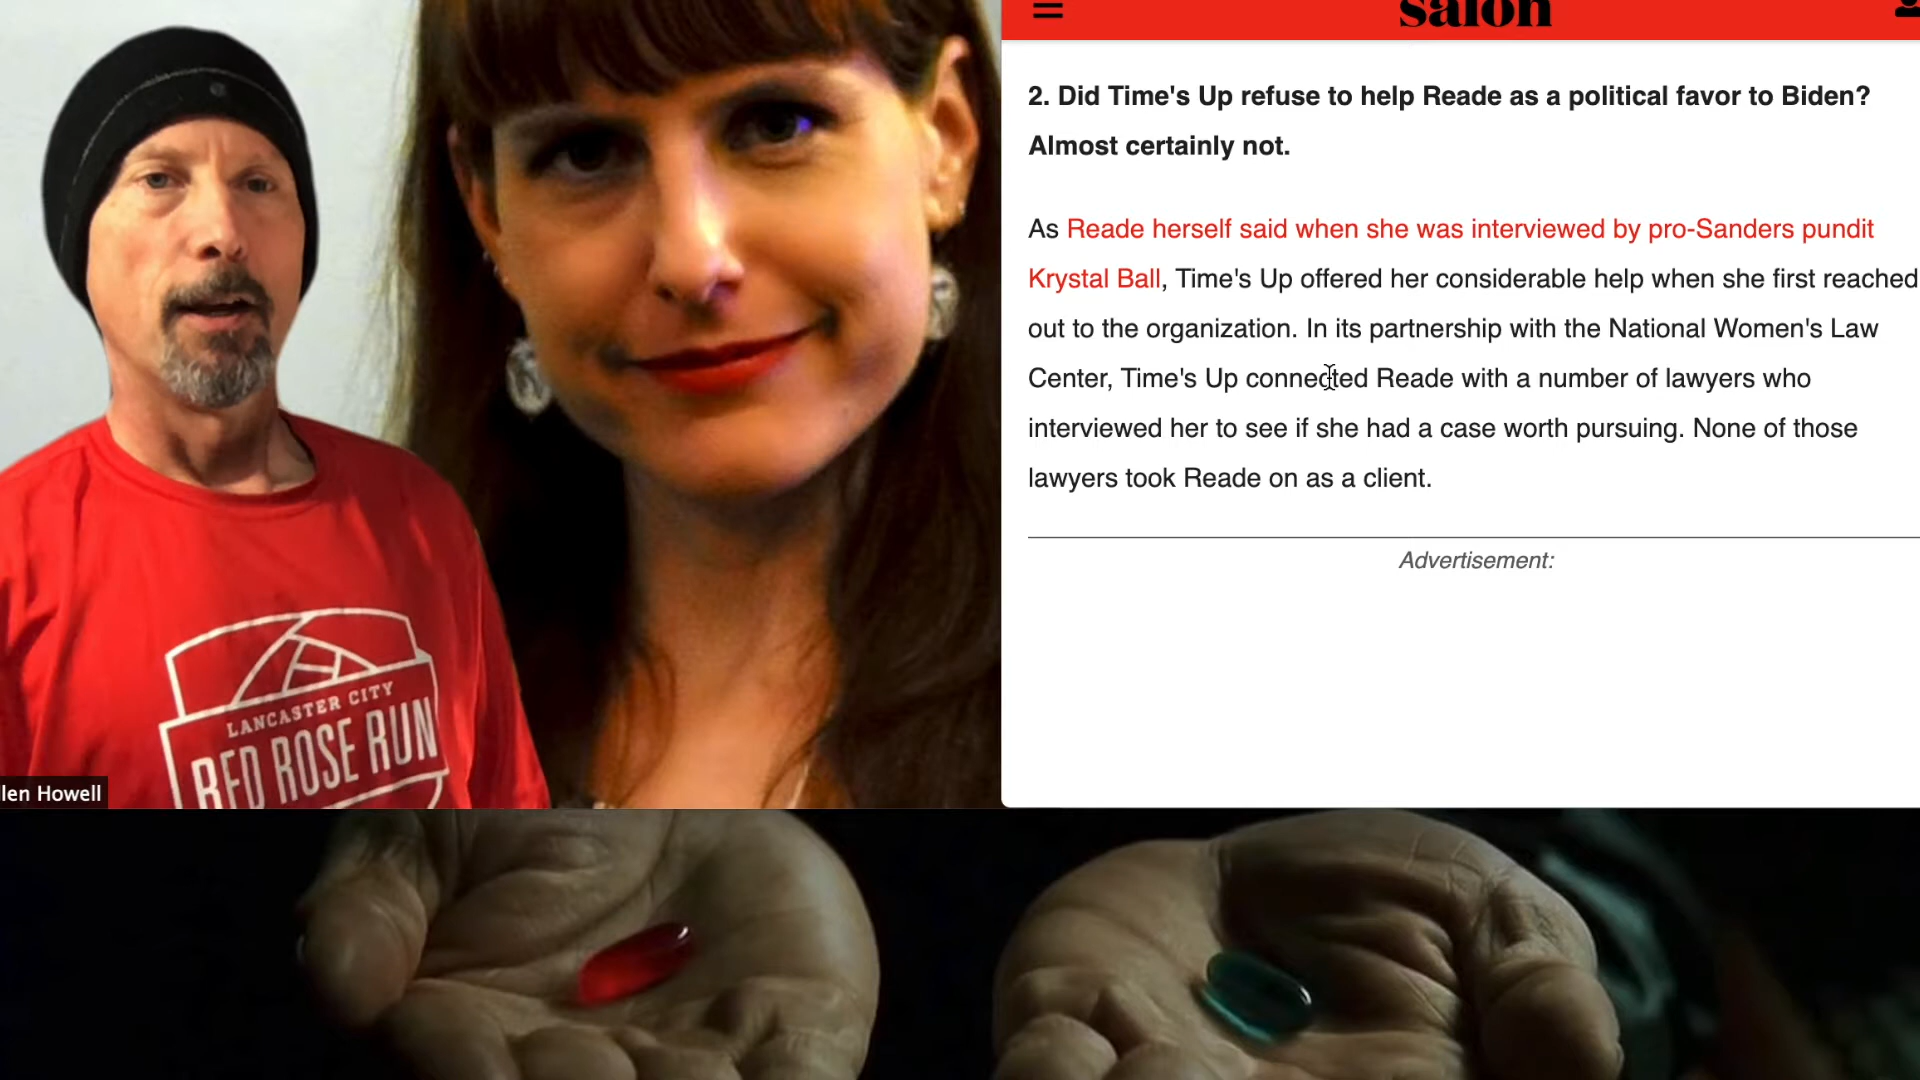 salon
2. Did Time's Up refuse to help Reade as a political favor to Biden?
Almost certainly not.
As Reade herself said when she was interviewed by pro-Sanders pundit
Krystal Ball, Time's Up offered her considerable help when she first reached
out to the organization. In its partnership with the National Women's Law
Center, Time's Up connected Reade with a number of lawyers who
interviewed her to see if she had a case worth pursuing. None of those
lawyers took Reade on as a client.
Advertisement:
LANCASTER CITY
RED ROSE RUN
len Howell